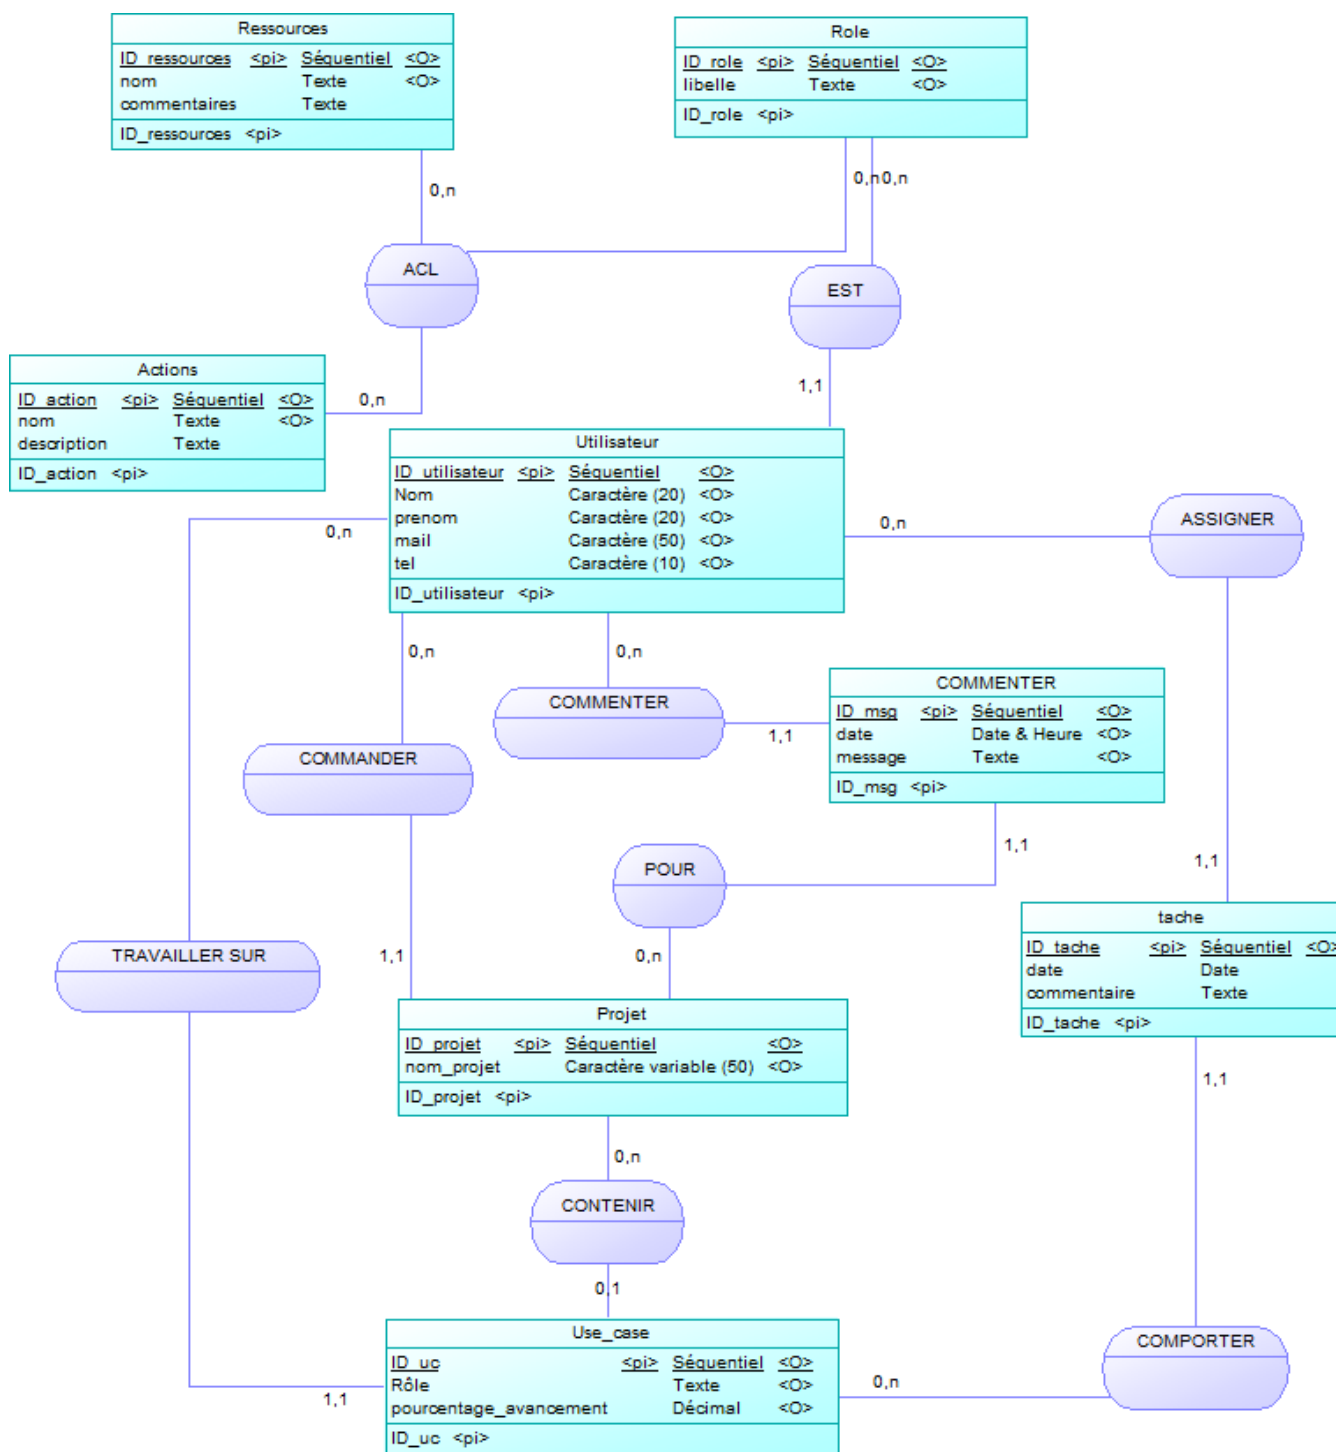 Ressources
ID_ressources <pi> Séquentiel <O>
nom Texte <O>
commentaires Texte
ID_ressources <pi>
Role
ID_role <pi> Séquentiel <O>
libelle Texte <O>
ID_role <pi>
0,n
0,n
0,n
ACL
EST
1,1
Actions
ID_action <pi> Séquentiel <O>
nom Texte <O>
description Texte
ID_action <pi>
0,n
Utilisateur
ID_utilisateur <pi> Séquentiel <O>
Nom Caractère (20) <O>
prenom Caractère (20) <O>
mail Caractère (50) <O>
tel Caractère (10) <O>
ID_utilisateur <pi>
0,n
0,n
ASSIGNER
0,n
0,n
COMMENTER
1,1
COMMENTER
ID_msg <pi> Séquentiel <O>
date Date & Heure <O>
message Texte <O>
ID_msg <pi>
COMMANDER
1,1
POUR
1,1
1,1
0,n
TRAVAILLER SUR
tache
ID_tache <pi> Séquentiel <O>
date Date
commentaire Texte
ID_tache <pi>
Projet
ID_projet <pi> Séquentiel <O>
nom_projet Caractère variable (50) <O>
ID_projet <pi>
1,1
0,n
CONTENIR
0,1
Use_case
ID_uc <pi> Séquentiel <O>
Rôle Texte <O>
pourcentage_avancement Décimal <O>
ID_uc <pi>
1,1
0,n
COMPORTER